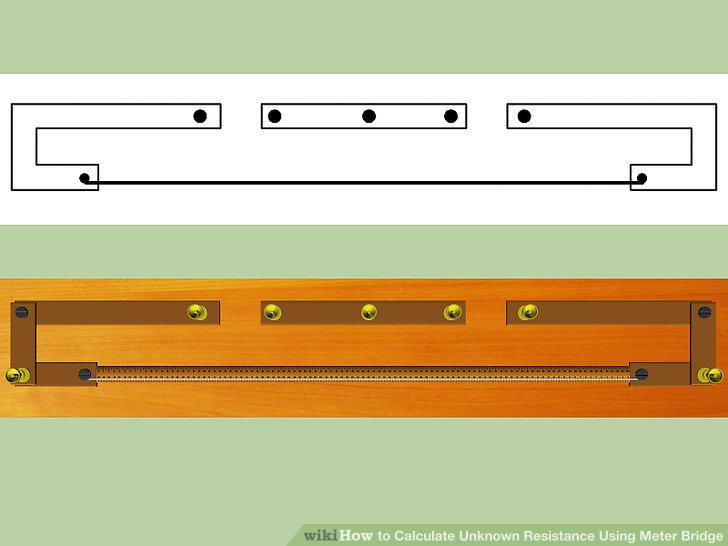 wikiHow to Calculate Unknown Resistance Using Meter Bridge